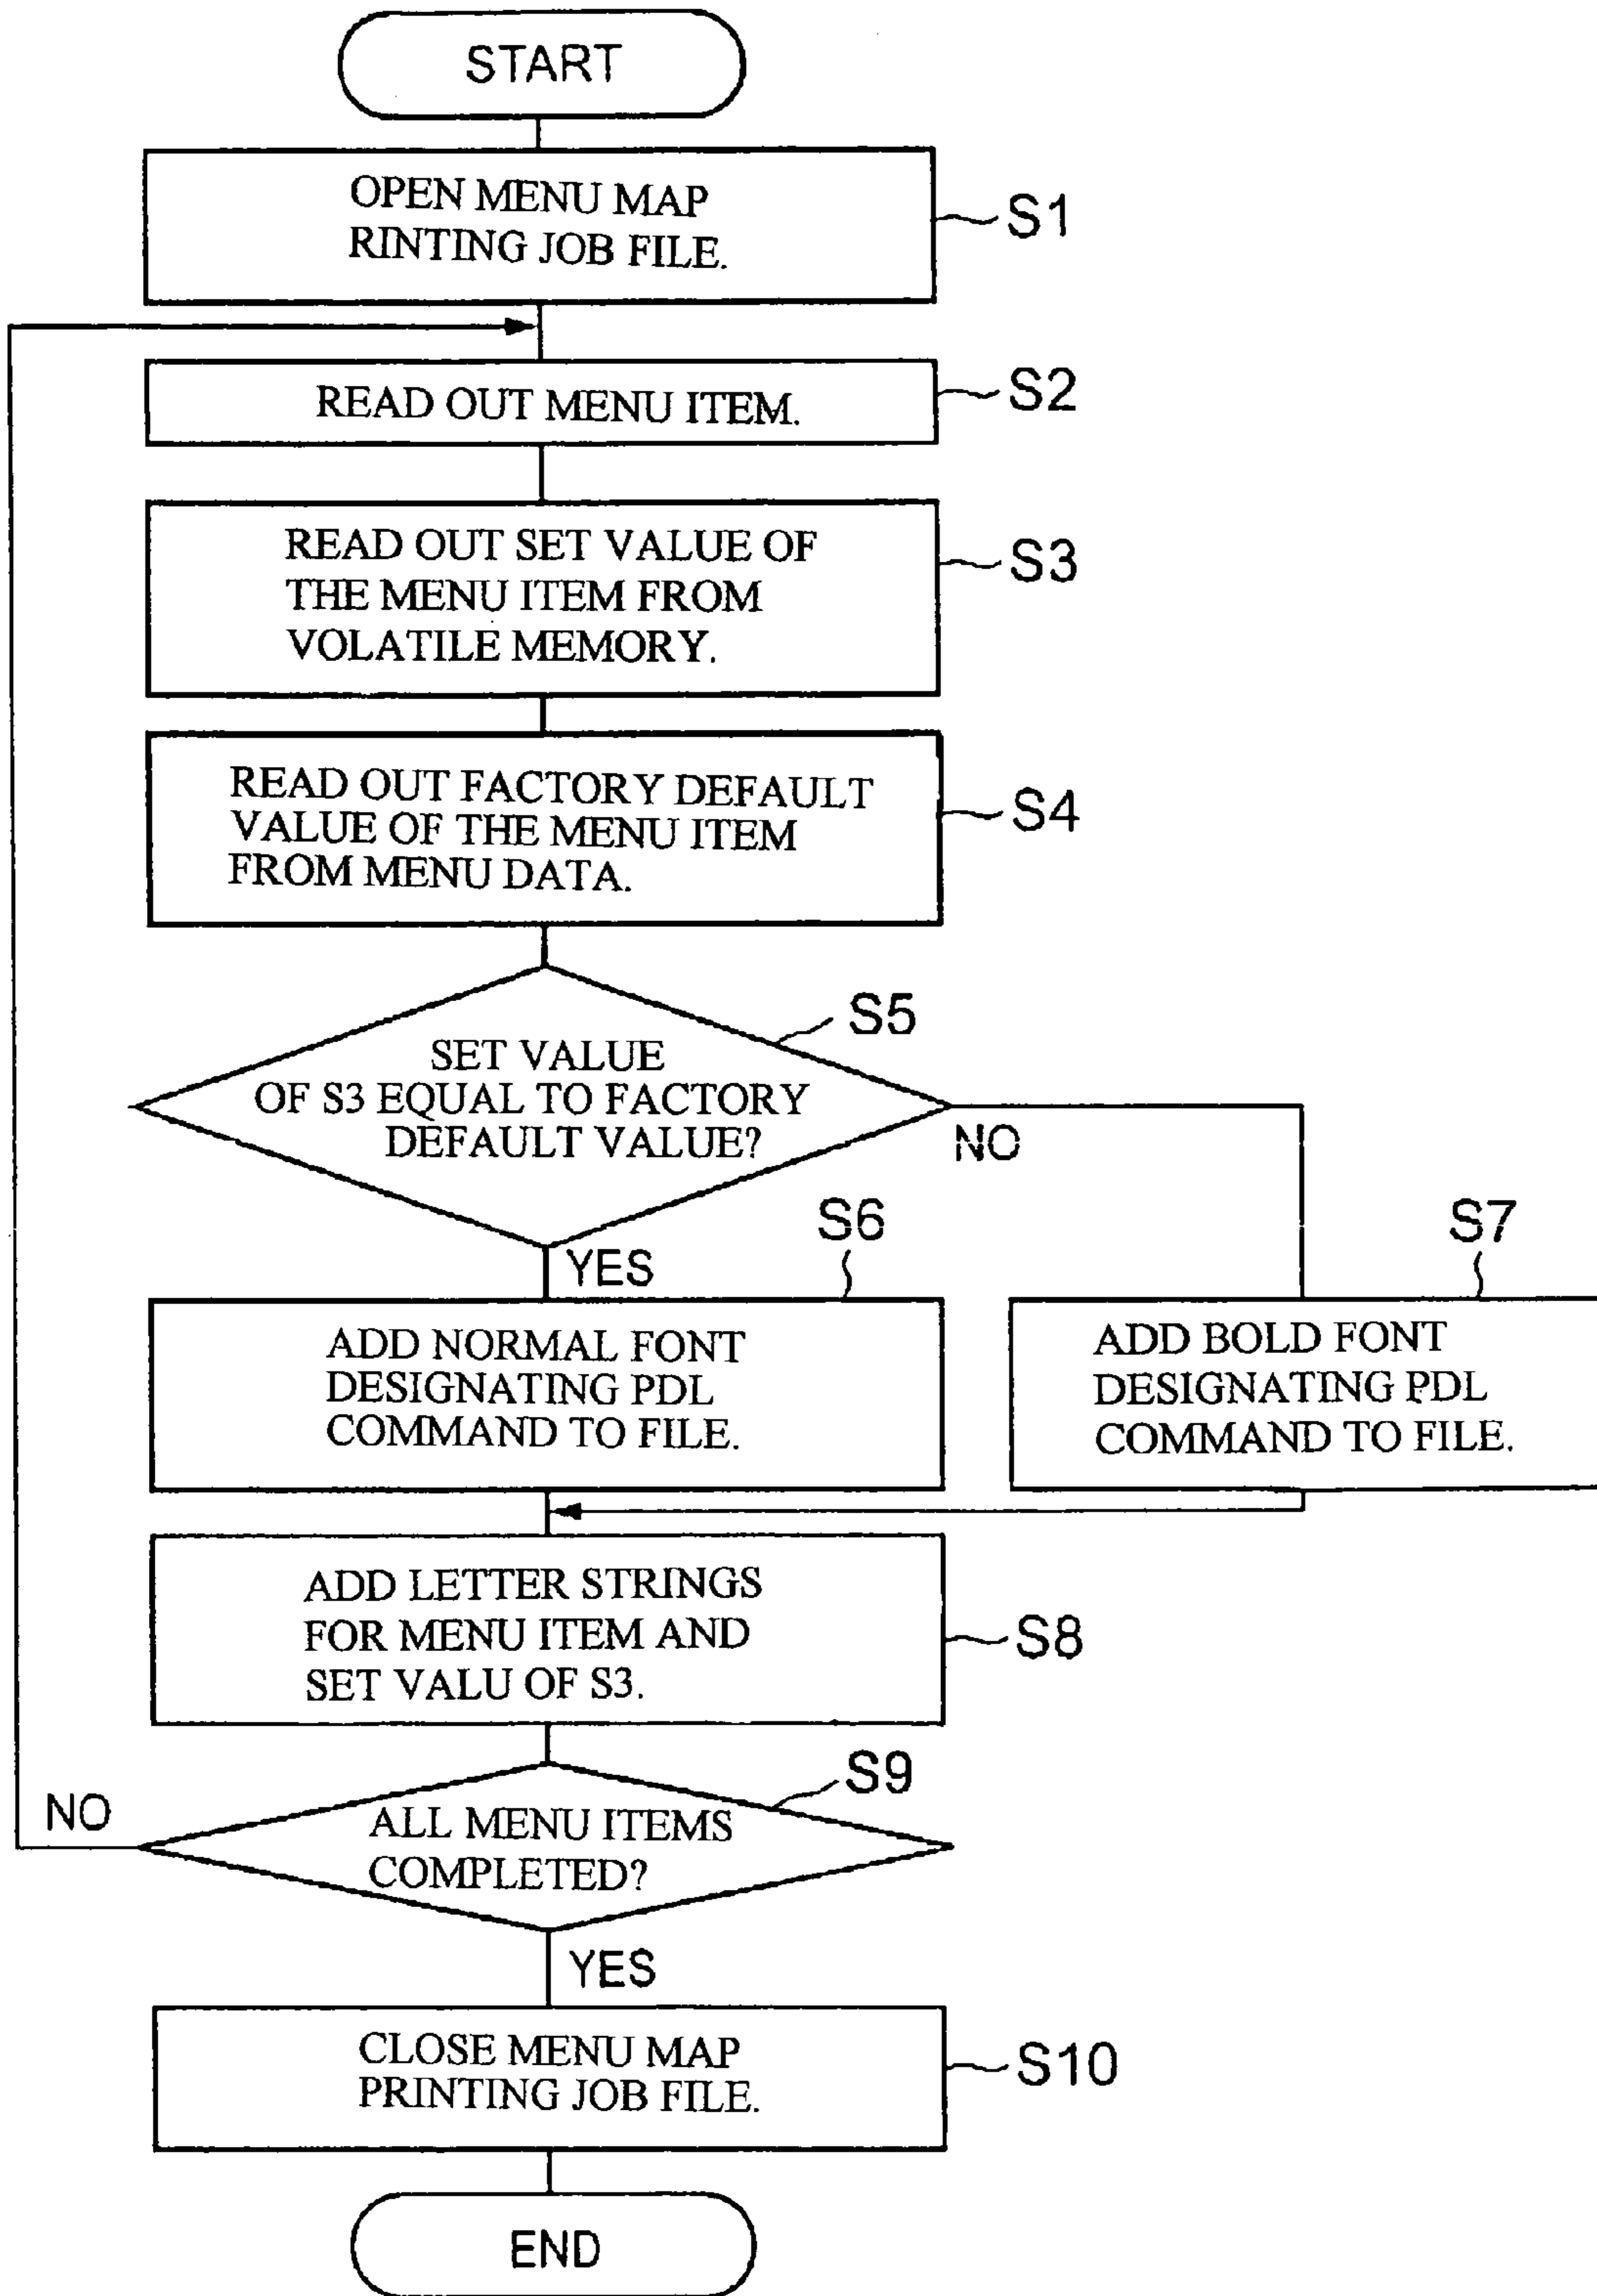 START
OPEN MENU MAP
RINTING JOB FILE.
S1
READ OUT MENU ITEM.
S2
READ OUT SET VALUE OF
THE MENU ITEM FROM
VOLATILE MEMORY.
S3
READ OUT FACTORY DEFAULT
VALUE OF THE MENU ITEM
FROM MENU DATA.
S4
S5
SET VALUE
OF S3 EQUAL TO FACTORY
DEFAULT VALUE?
NO
YES
S6
S7
ADD NORMAL FONT
DESIGNATING PDL
COMMAND TO FILE.
ADD BOLD FONT
DESIGNATING PDL
COMMAND TO FILE.
ADD LETTER STRINGS
FOR MENU ITEM AND
SET VALU OF S3.
S8
S9
NO
ALL MENU ITEMS
COMPLETED?
YES
CLOSE MENU MAP
PRINTING JOB FILE.
S10
END